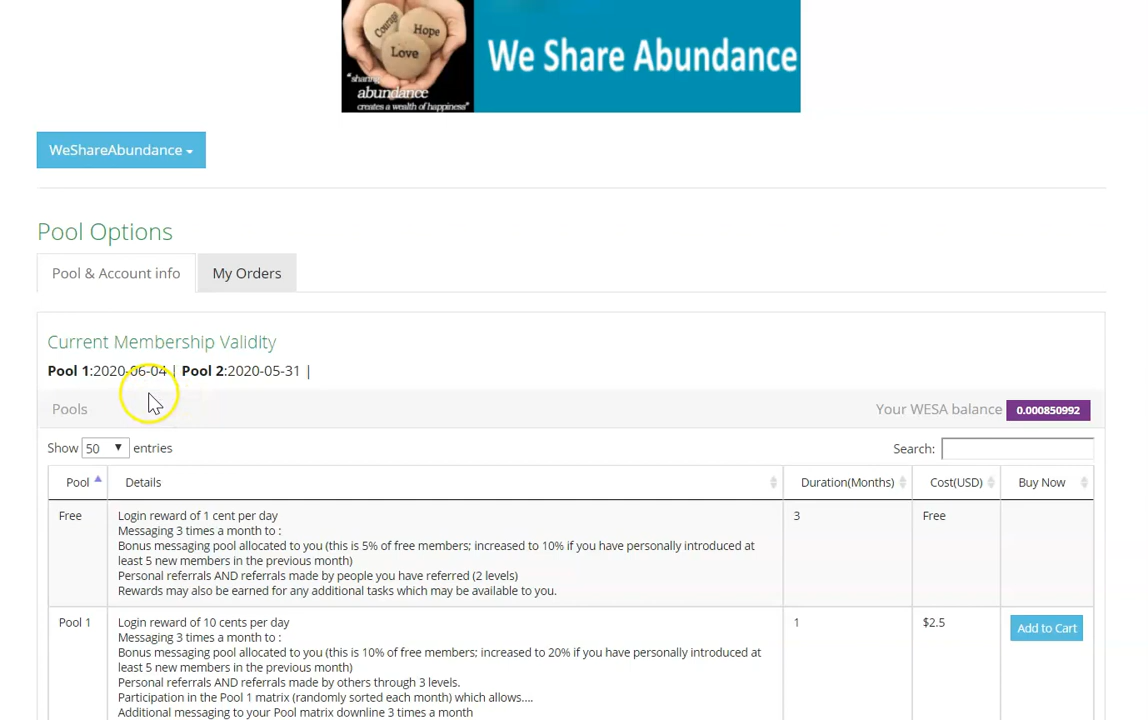 Courage
Hope
Love
"sharing
abundance
creates a wealth of happiness"
We Share Abundance
WeShareAbundance
Pool Options
Pool & Account info
My Orders
Current Membership Validity
Pool 1:2020-06-04 | Pool 2:2020-05-31 |
Pools
Your WESA balance 0.000850992
Show 50 entries
Search:
Pool Details Duration(Months) Cost(USD) Buy Now
Free
Login reward of 1 cent per day
Messaging 3 times a month to :
Bonus messaging pool allocated to you (this is 5% of free members; increased to 10% if you have personally introduced at
least 5 new members in the previous month)
Personal referrals AND referrals made by people you have referred (2 levels)
Rewards may also be earned for any additional tasks which may be available to you.
3
Free
Pool 1
Login reward of 10 cents per day
Messaging 3 times a month to :
Bonus messaging pool allocated to you (this is 10% of free members; increased to 20% if you have personally introduced at
least 5 new members in the previous month)
Personal referrals AND referrals made by others through 3 levels.
Participation in the Pool 1 matrix (randomly sorted each month) which allows....
Additional messaging to your Pool matrix downline 3 times a month
1
$2.5
Add to Cart